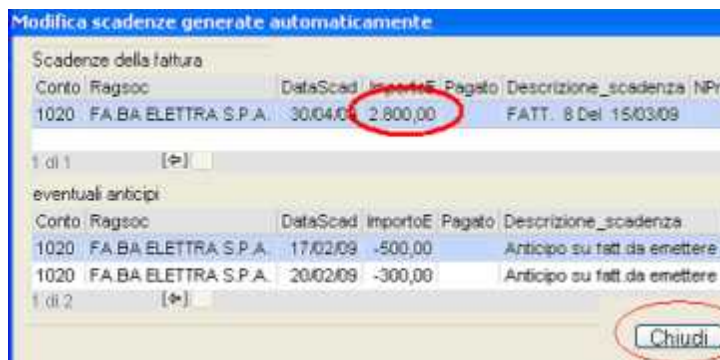 Modifica scadenze generate automaticamente
Scadenze della fattura
Conto Ragsoc DataScad ImportoE Pagato Descrizione_scadenza NPr
1020 FA.BA ELETTRA S.P.A. 30/04/09 2.800,00 FATT. 8 Del 15/03/09
1 di 1
eventuali anticipi
Conto Ragsoc DataScad ImportoE Pagato Descrizione_scadenza
1020 FA.BA ELETTRA S.P.A. 17/02/09 -500,00 Anticipo su fatt.da emettere
1020 FA.BA ELETTRA S.P.A. 20/02/09 -300,00 Anticipo su fatt.da emettere
1 di 2
Chiudi